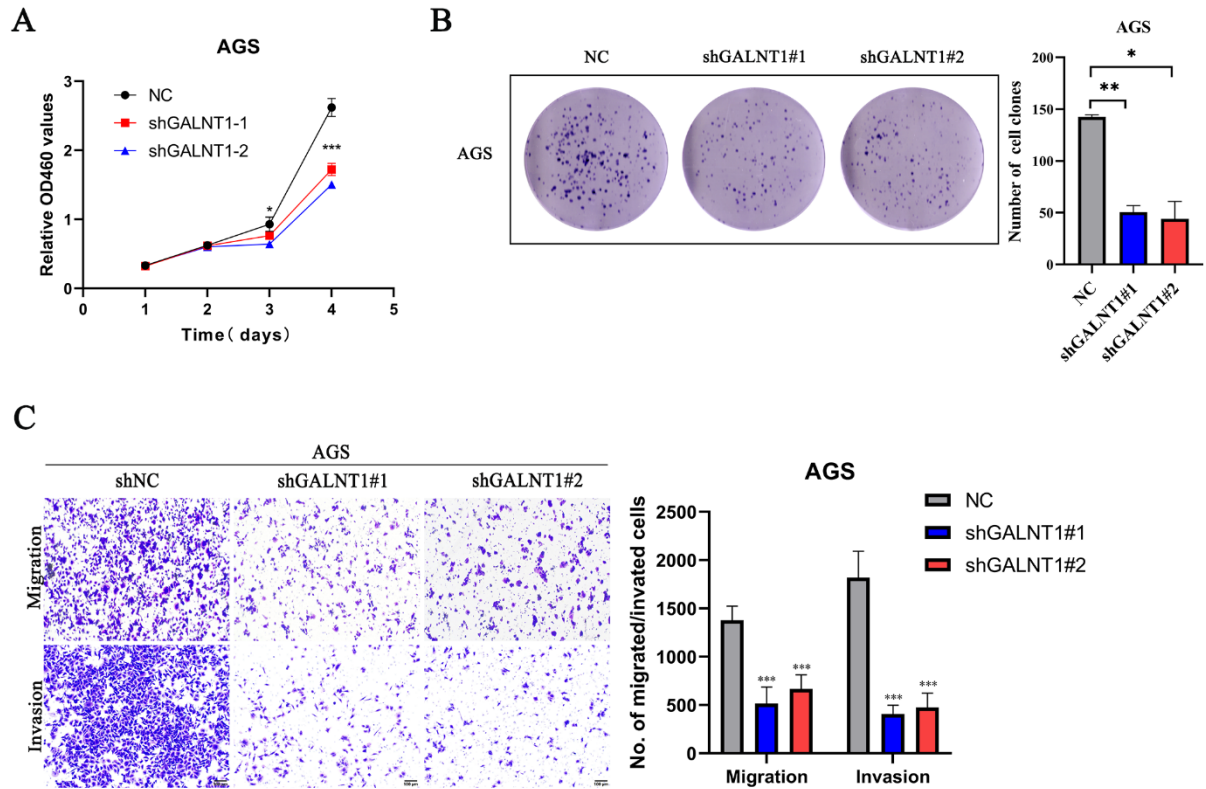 A
AGS
NC
shGALNT1-1
shGALNT1-2
Relative OD460 values
3
2
1
0
*
***
0 1 2 3 4 5
Time( days)
B
NC shGALNT1#1 shGALNT1#2
AGS
AGS
Number of cell clones
200
150
100
50
0
*
**
NC
shGALNT1#1
shGALNT1#2
C
AGS
shNC shGALNT1#1 shGALNT1#2
Migration
Invasion
AGS
NC
shGALNT1#1
shGALNT1#2
No. of migrated/invated cells
2500
2000
1500
1000
500
0
*** ***
*** ***
Migration Invasion